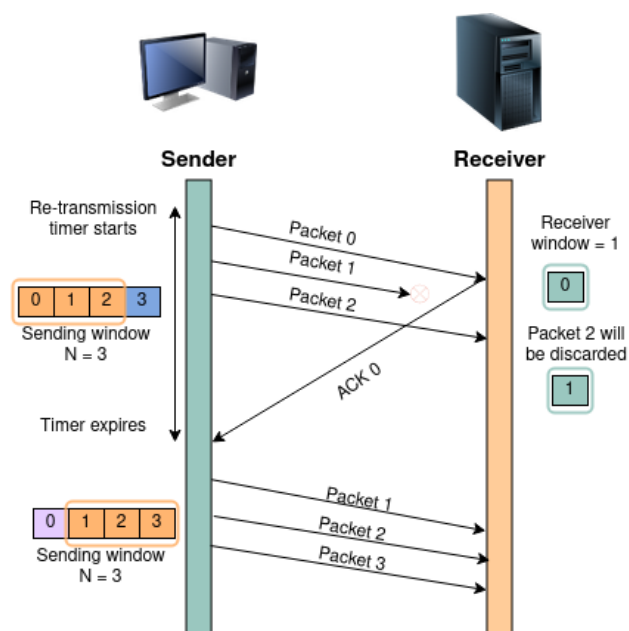 Sender
Receiver
Re-transmission
timer starts
Packet 0
Packet 1
Packet 2
Receiver
window = 1
0
0 1 2 3
Sending window
N = 3
Packet 2 will
be discarded
1
ACK 0
Timer expires
Packet 1
Packet 2
Packet 3
0 1 2 3
Sending window
N = 3